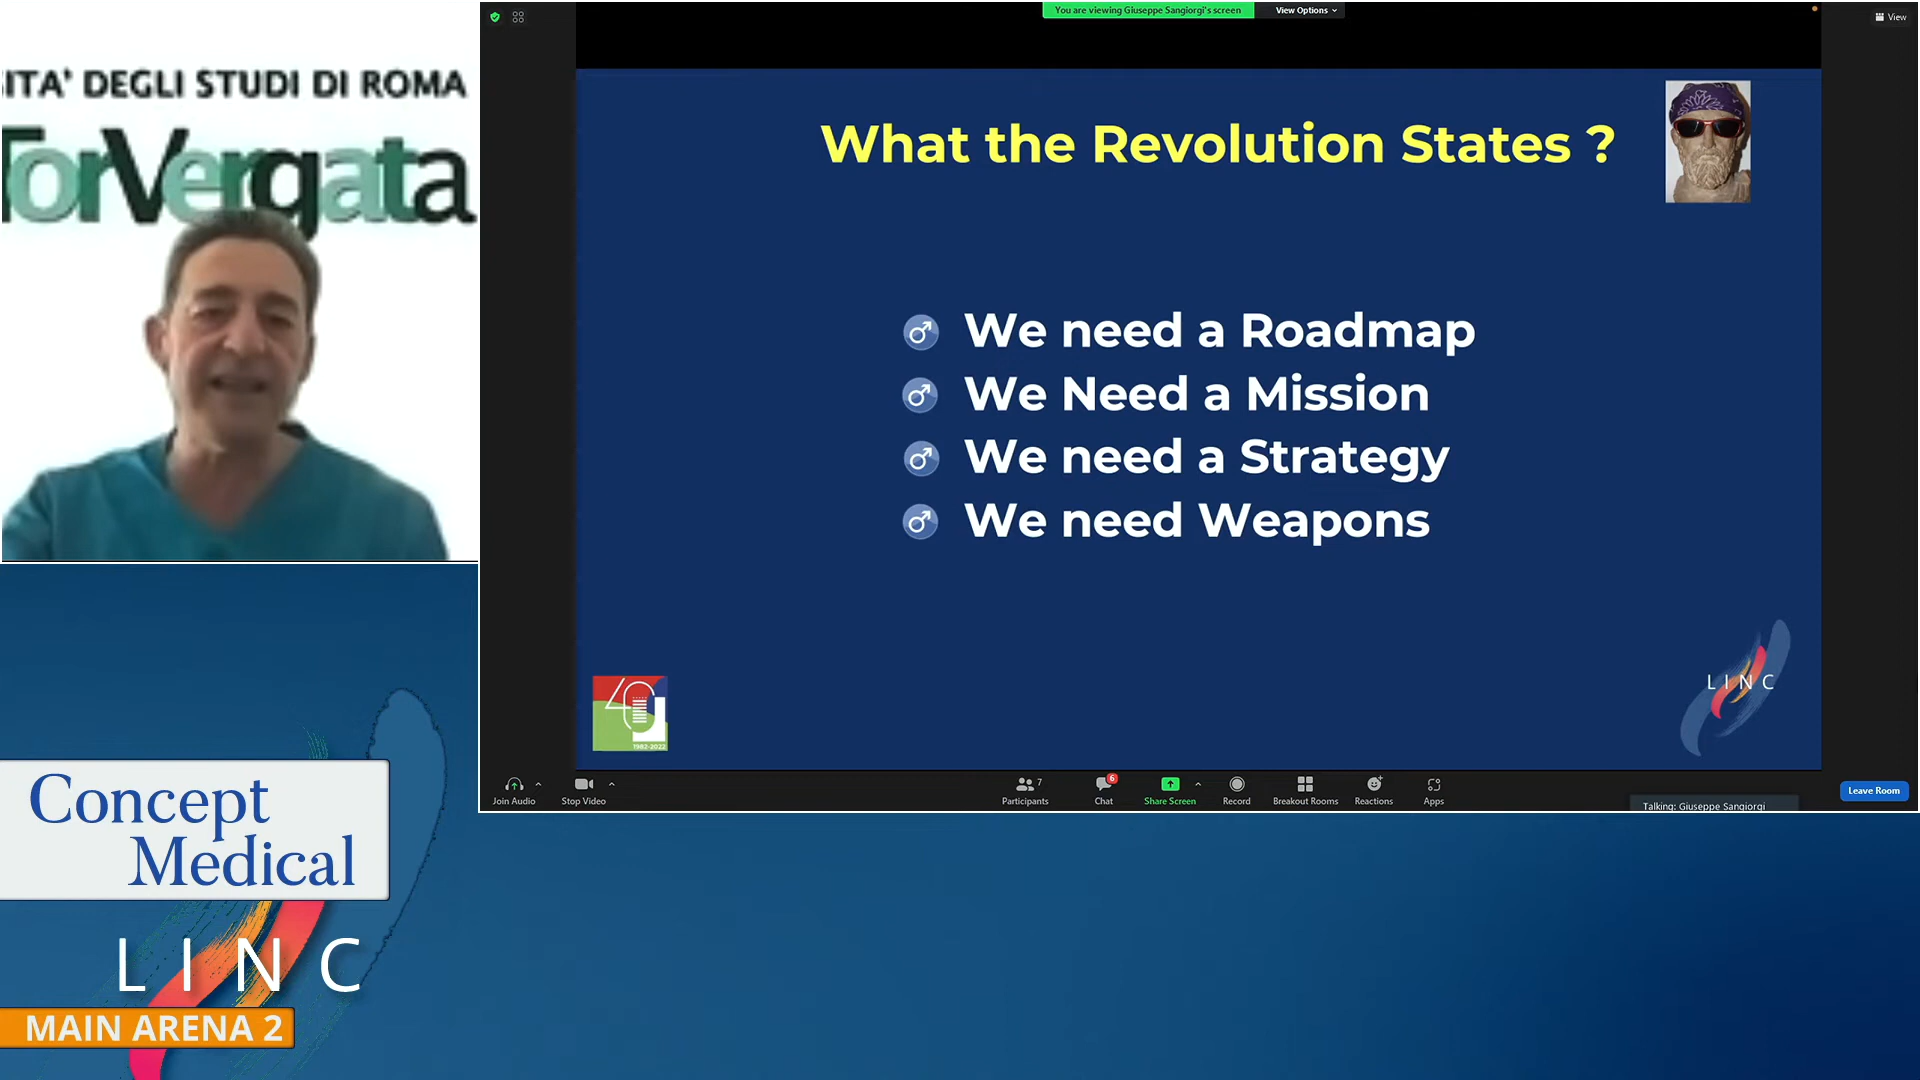 ITA' DEGLI STUDI DI ROMA
TorVergata
You are viewing Giuseppe Sangiorgi's screen
View Options
View
What the Revolution States ?
We need a Roadmap
We Need a Mission
We need a Strategy
We need Weapons
40
1982-2022
LINC
Join Audio
Stop Video
Participants
7
Chat
6
Share Screen
Record
Breakout Rooms
Reactions
Apps
Talking: Giuseppe Sangiorgi
Leave Room
Concept
Medical
LINC
MAIN ARENA 2